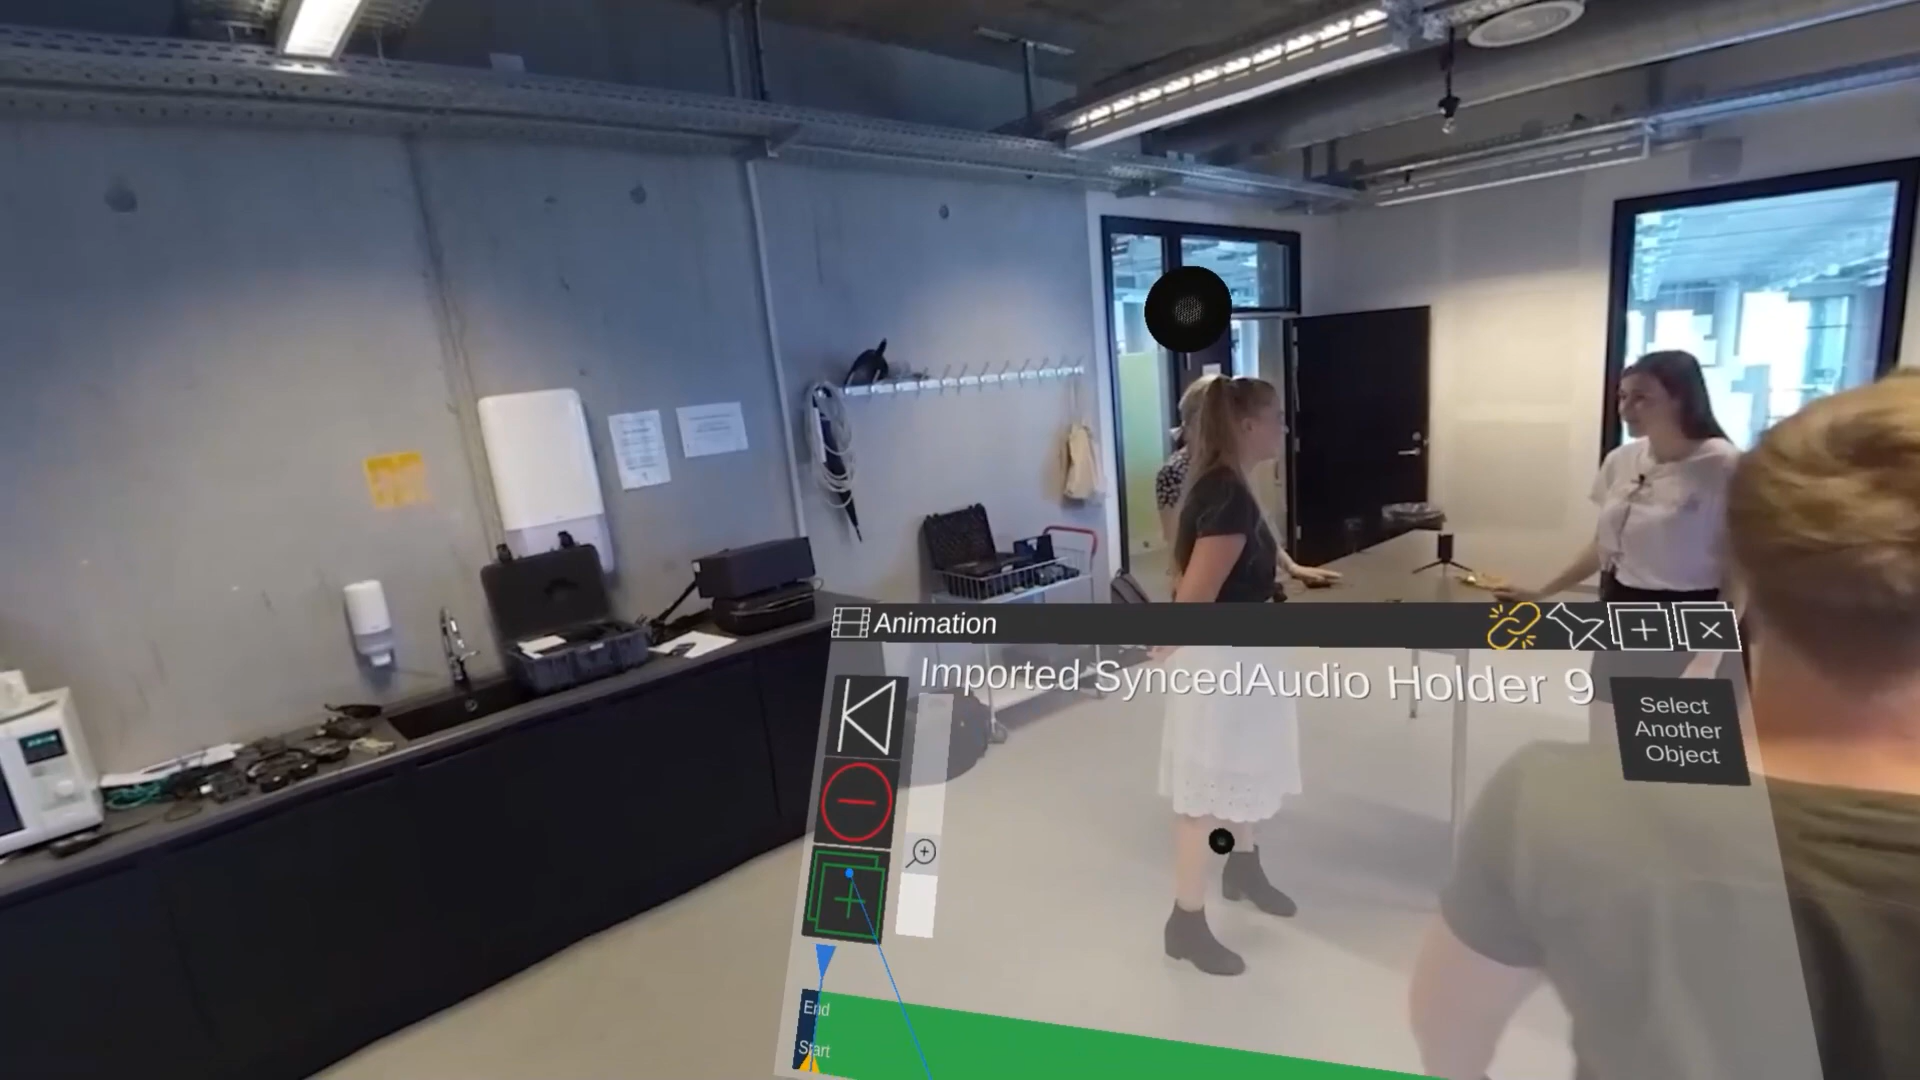 Animation
Imported SyncedAudio Holder 9
Select
Another
Object
End
Start